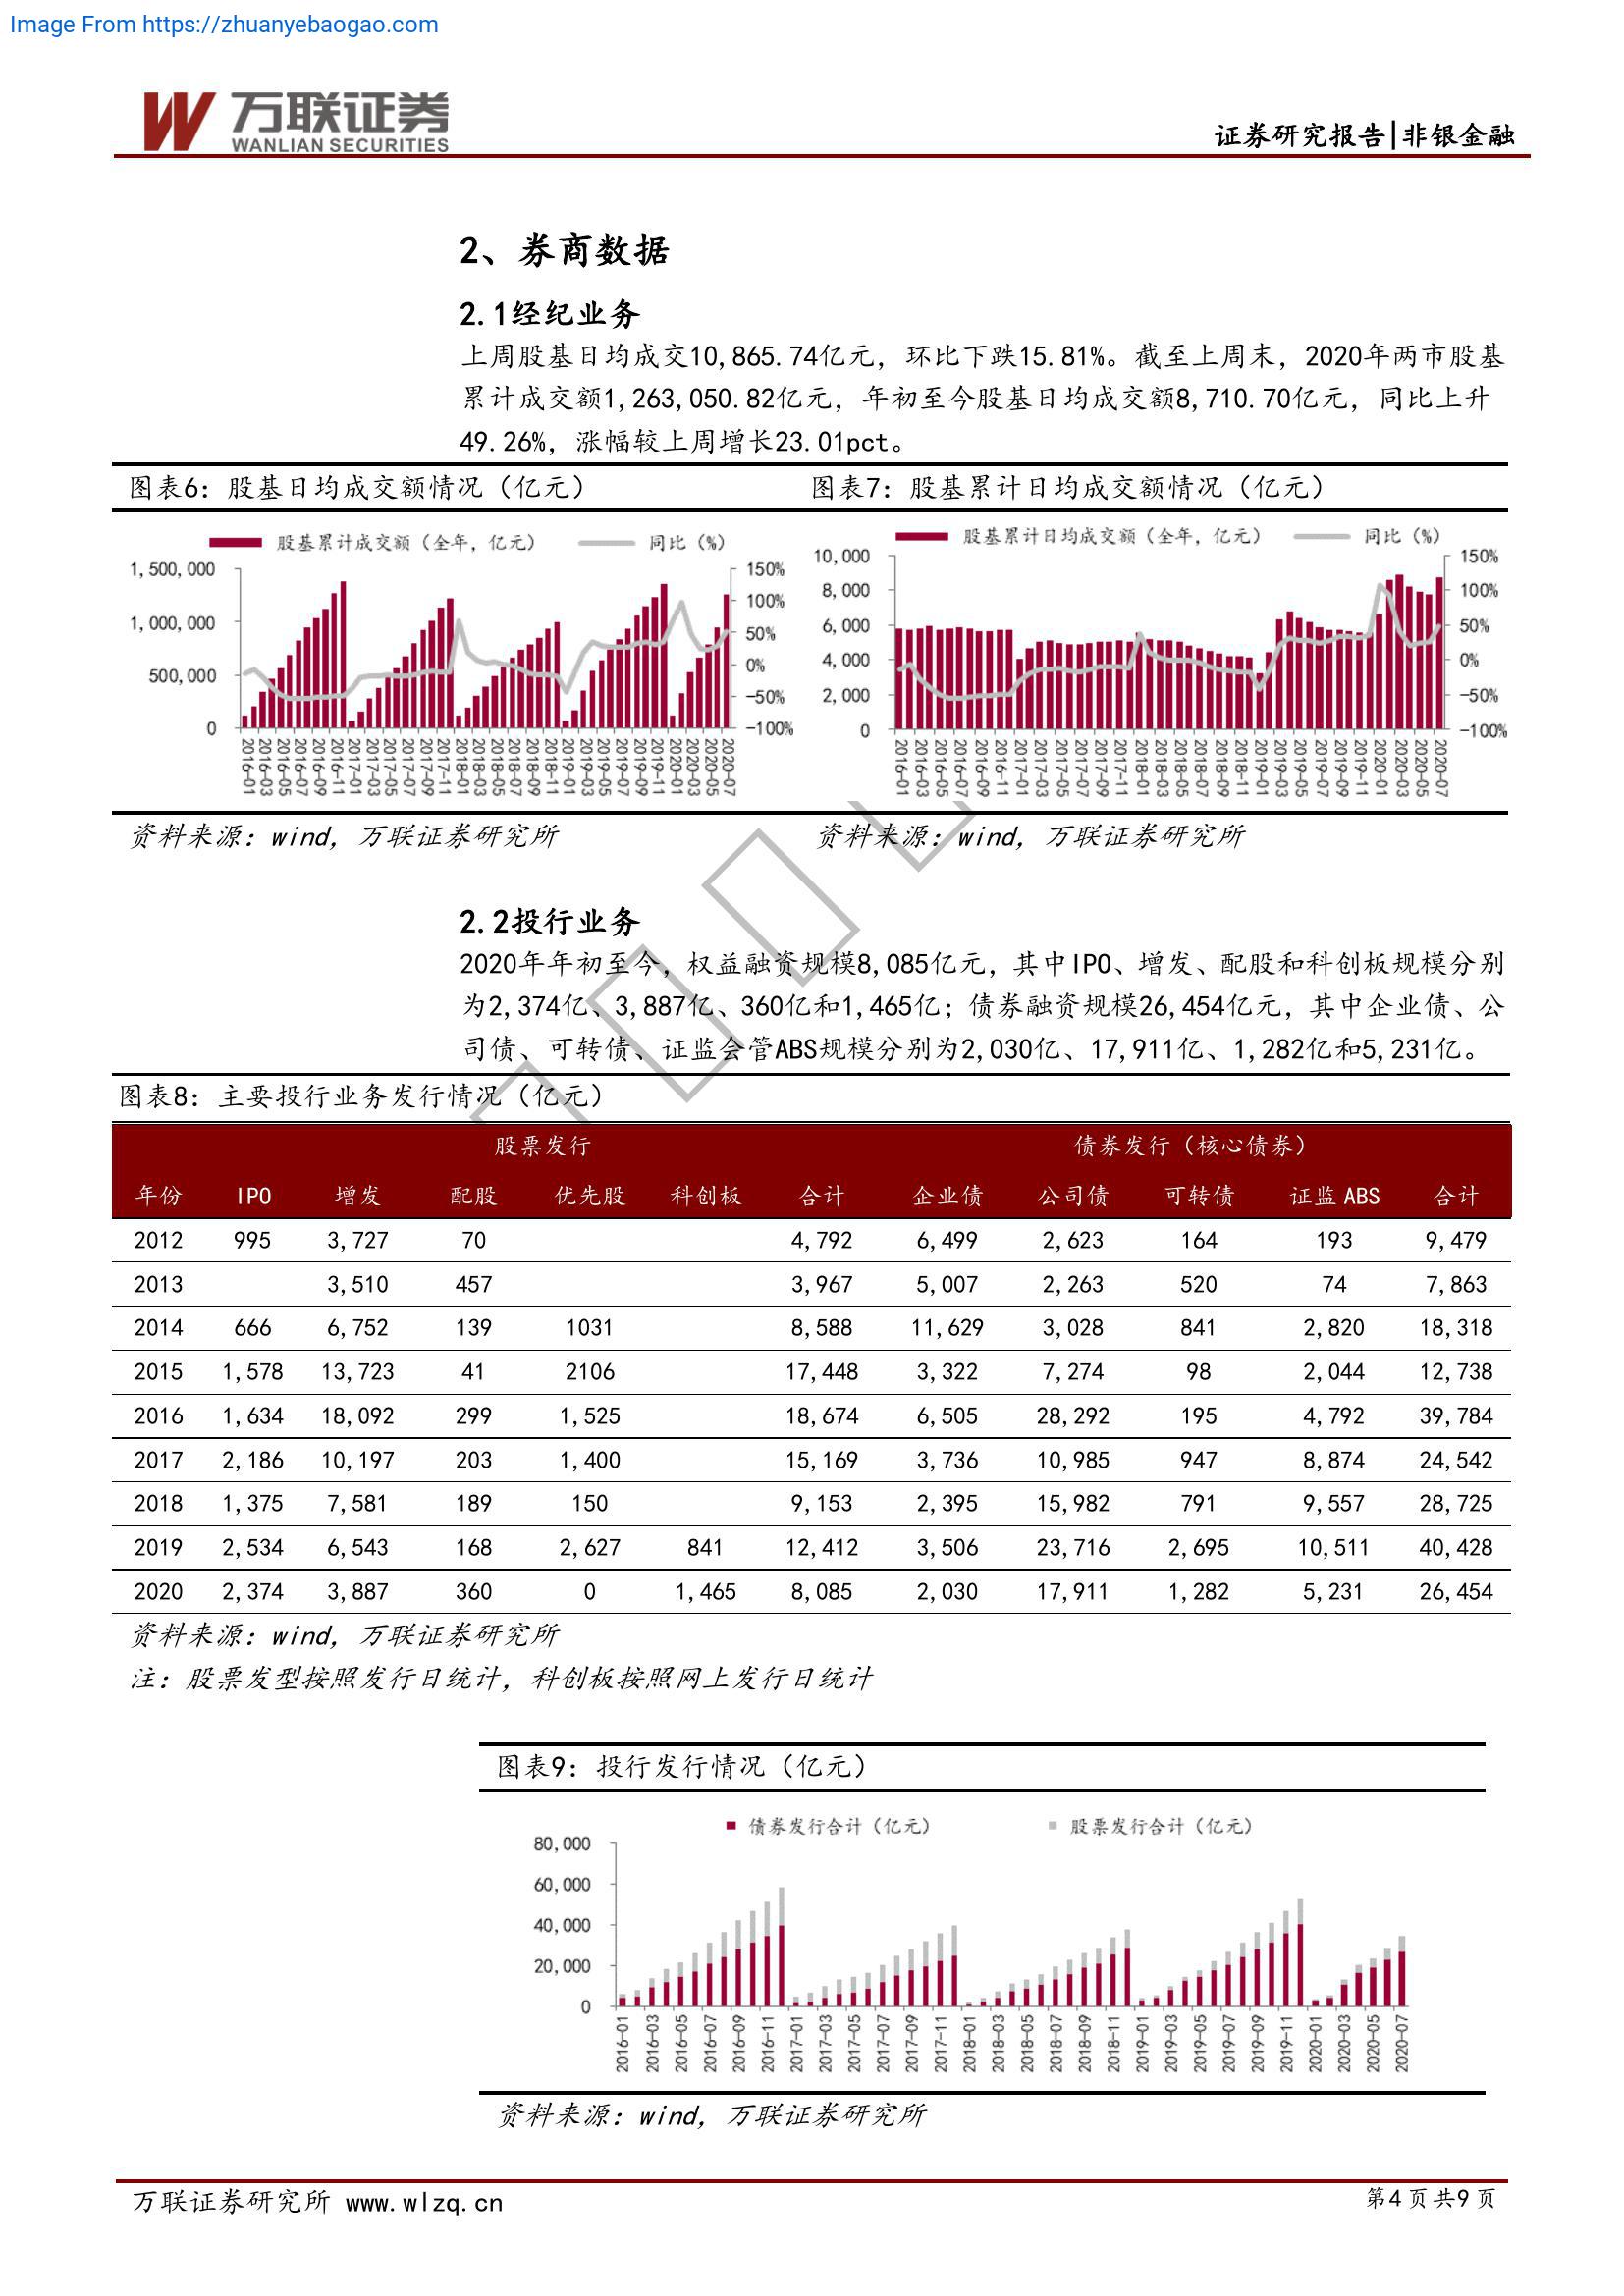 Image From https://zhuanyebaogao.com
万联证券
WANLIAN SECURITIES
证券研究报告|非银金融
2、券商数据
2.1经纪业务
上周股基日均成交10,865.74亿元，环比下跌15.81%。截至上周末，2020年两市股基
累计成交额1,263,050.82亿元，年初至今股基日均成交额8,710.70亿元，同比上升
49.26%，涨幅较上周增长23.01pct。
图表6：股基日均成交额情况（亿元）
股基累计成交额（全年，亿元） 同比（%）
1,500,000 1,000,000 500,000 0
150% 100% 50% 0% -50% -100%
2016-01 2016-03 2016-05 2016-07 2016-09 2016-11 2017-01 2017-03 2017-05 2017-07 2017-09 2017-11 2018-01 2018-03 2018-05 2018-07 2018-09 2018-11 2019-01 2019-03 2019-05 2019-07 2019-09 2019-11 2020-01 2020-03 2020-05 2020-07
资料来源：wind，万联证券研究所
图表7：股基累计日均成交额情况（亿元）
股基累计日均成交额（全年，亿元） 同比（%）
10,000 8,000 6,000 4,000 2,000 0
150% 100% 50% 0% -50% -100%
2016-01 2016-03 2016-05 2016-07 2016-09 2016-11 2017-01 2017-03 2017-05 2017-07 2017-09 2017-11 2018-01 2018-03 2018-05 2018-07 2018-09 2018-11 2019-01 2019-03 2019-05 2019-07 2019-09 2019-11 2020-01 2020-03 2020-05 2020-07
资料来源：wind，万联证券研究所
2.2投行业务
2020年年初至今，权益融资规模8,085亿元，其中IPO、增发、配股和科创板规模分别
为2,374亿、3,887亿、360亿和1,465亿；债券融资规模26,454亿元，其中企业债、公
司债、可转债、证监会管ABS规模分别为2,030亿、17,911亿、1,282亿和5,231亿。
图表8：主要投行业务发行情况（亿元）
股票发行 债券发行（核心债券）
年份 IPO 增发 配股 优先股 科创板 合计 企业债 公司债 可转债 证监 ABS 合计
2012 995 3,727 70 4,792 6,499 2,623 164 193 9,479
2013 3,510 457 3,967 5,007 2,263 520 74 7,863
2014 666 6,752 139 1031 8,588 11,629 3,028 841 2,820 18,318
2015 1,578 13,723 41 2106 17,448 3,322 7,274 98 2,044 12,738
2016 1,634 18,092 299 1,525 18,674 6,505 28,292 195 4,792 39,784
2017 2,186 10,197 203 1,400 15,169 3,736 10,985 947 8,874 24,542
2018 1,375 7,581 189 150 9,153 2,395 15,982 791 9,557 28,725
2019 2,534 6,543 168 2,627 841 12,412 3,506 23,716 2,695 10,511 40,428
2020 2,374 3,887 360 0 1,465 8,085 2,030 17,911 1,282 5,231 26,454
资料来源：wind，万联证券研究所
注：股票发型按照发行日统计，科创板按照网上发行日统计
图表9：投行发行情况（亿元）
债券发行合计（亿元） 股票发行合计（亿元）
80,000
60,000
40,000
20,000
0
2016-01 2016-03 2016-05 2016-07 2016-09 2016-11 2017-01 2017-03 2017-05 2017-07 2017-09 2017-11 2018-01 2018-03 2018-05 2018-07 2018-09 2018-11 2019-01 2019-03 2019-05 2019-07 2019-09 2019-11 2020-01 2020-03 2020-05 2020-07
资料来源：wind，万联证券研究所
万联证券研究所 www.wlzq.cn
第4页共9页